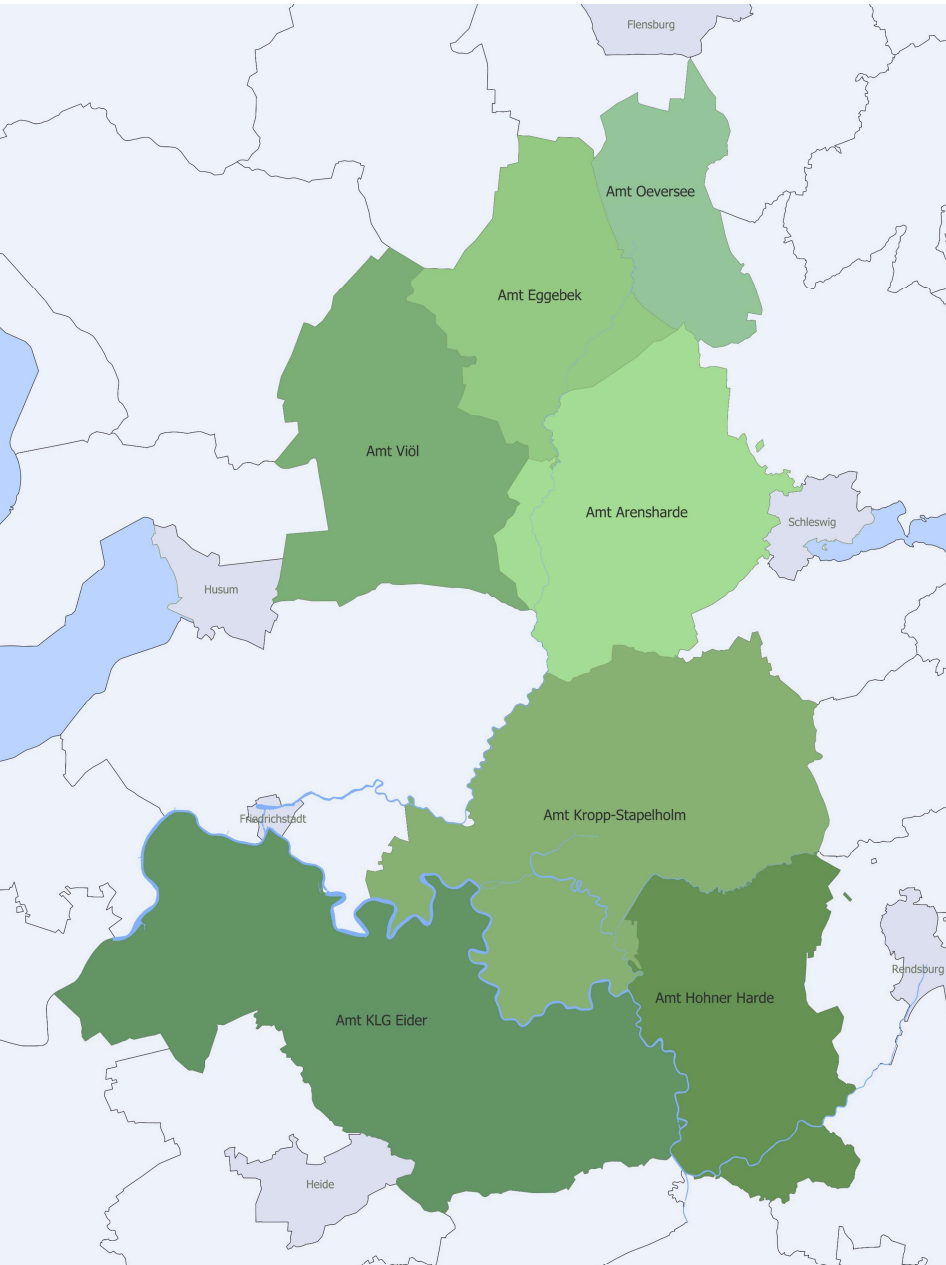 Flensburg
Amt Oeversee
Amt Eggebek
Amt Viöl
Amt Arensharde
Schleswig
Husum
Friedrichstadt
Amt Kropp-Stapelholm
Rendsburg
Amt Hohner Harde
Amt KLG Eider
Heide